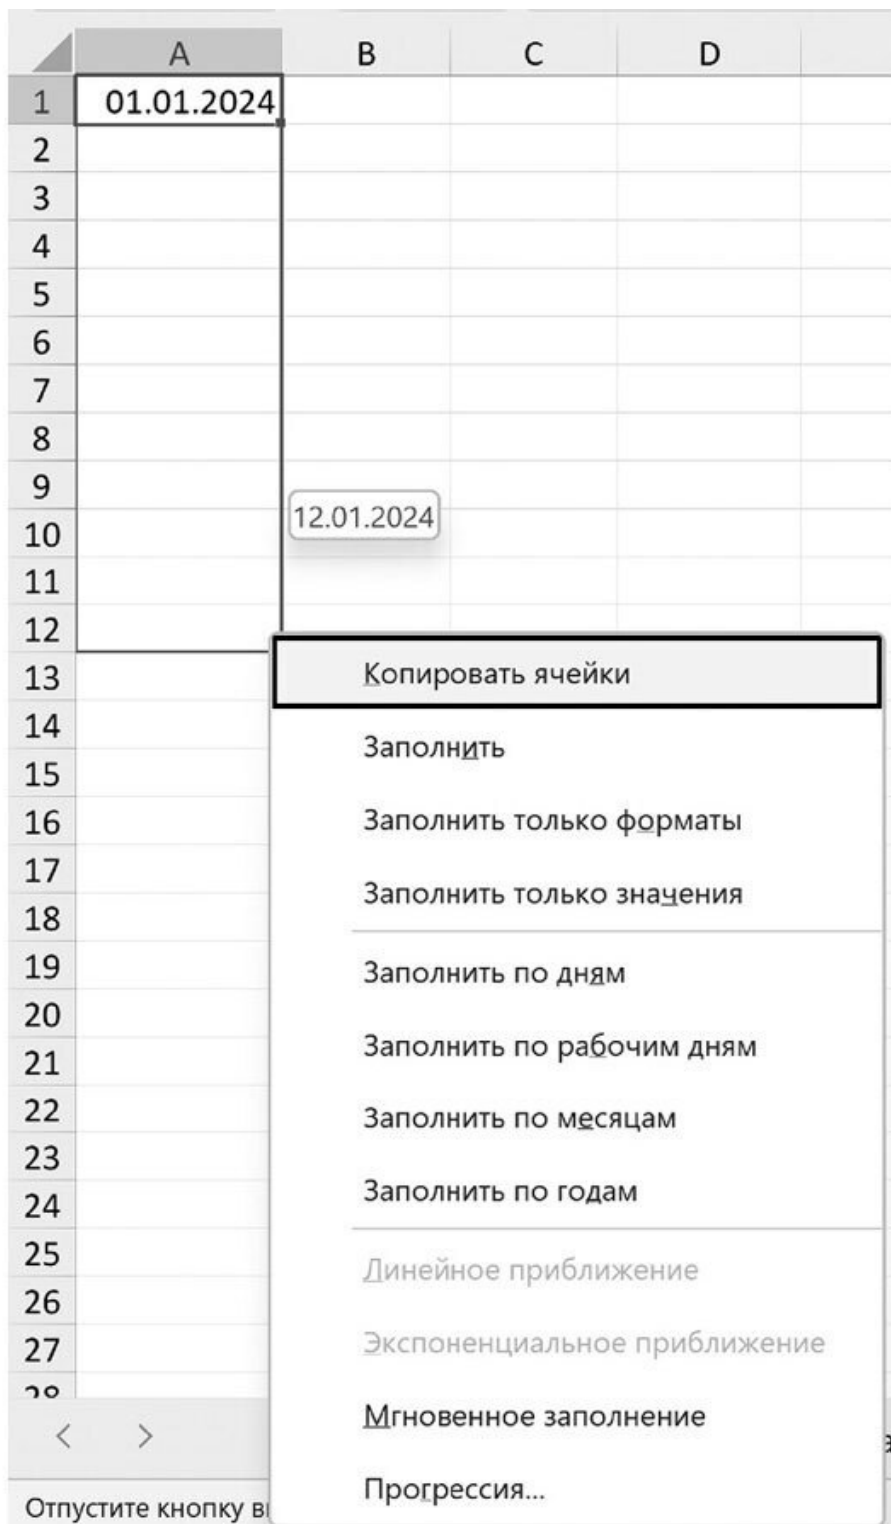 A B C D
1 01.01.2024
2
3
4
5
6
7
8
9
12.01.2024
10
11
12
Копировать ячейки
13
14
Заполнить
15
16
Заполнить только форматы
17
Заполнить только значения
18
19
Заполнить по дням
20
21
Заполнить по рабочим дням
22
Заполнить по месяцам
23
24
Заполнить по годам
25
Линейное приближение
26
27
Экспоненциальное приближение
28
Мгновенное заполнение
< >
Прогрессия...
Отпустите кнопку